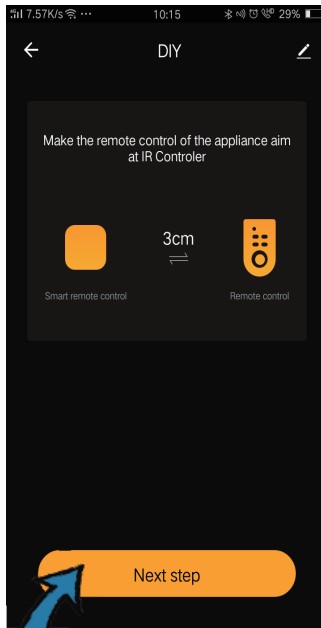 7.57K/s ··· 10:15 29%
DIY
Make the remote control of the appliance aim
at IR Controler
3cm
Smart remote control Remote control
Next step